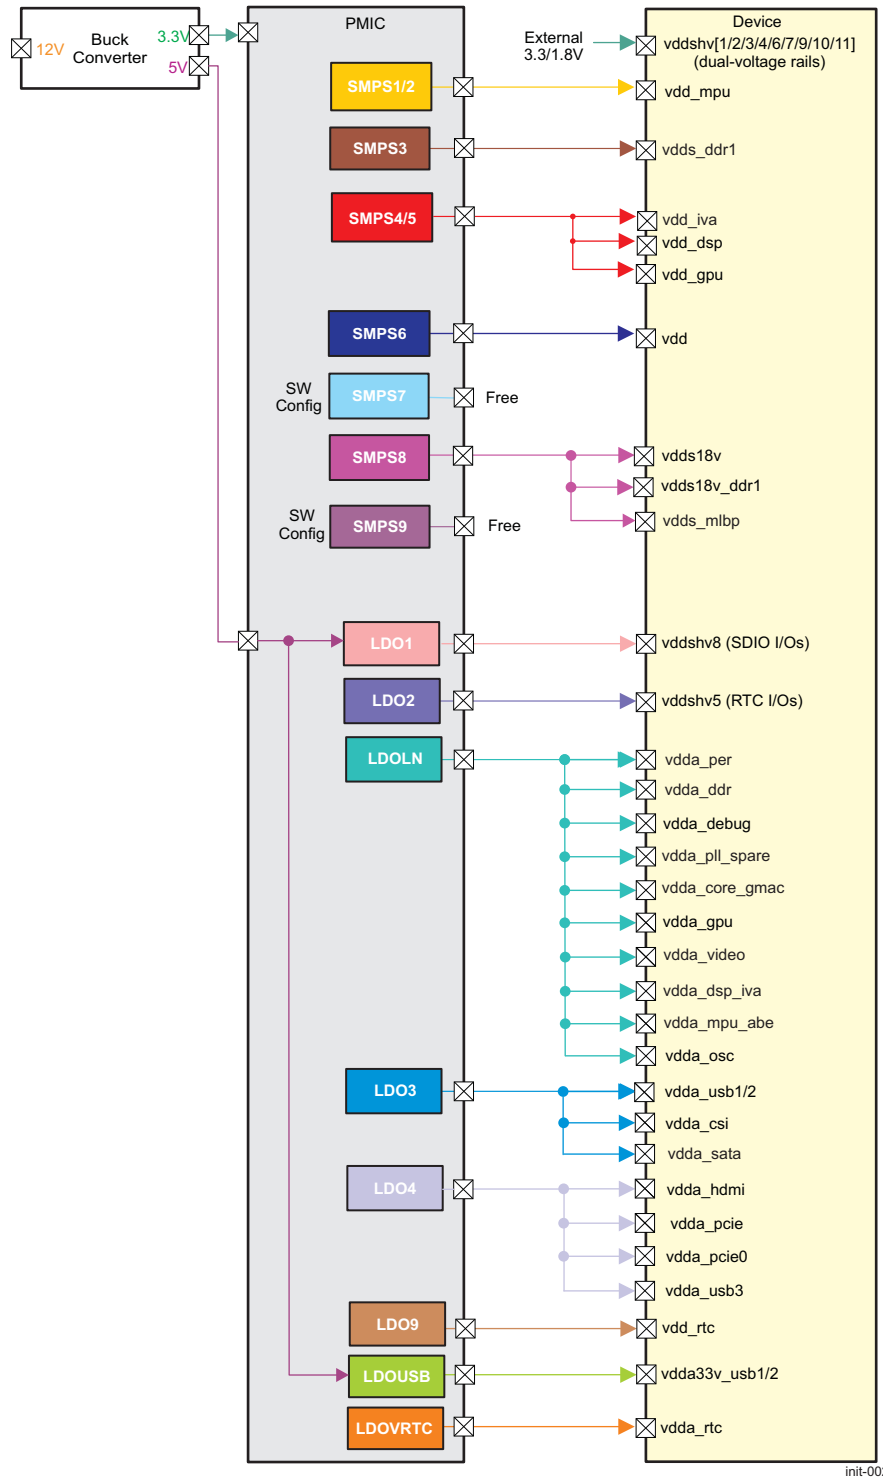 Buck
Converter
12V
3.3V
5V
PMIC
Device
External
3.3/1.8V
vddshv[1/2/3/4/6/7/9/10/11]
(dual-voltage rails)
SMPS1/2
vdd_mpu
SMPS3
vdds_ddr1
SMPS4/5
vdd_iva
vdd_dsp
vdd_gpu
SMPS6
vdd
SW
Config
SMPS7
Free
SMPS8
vdds18v
vdds18v_ddr1
vdds_mlbp
SW
Config
SMPS9
Free
LDO1
vddshv8 (SDIO I/Os)
LDO2
vddshv5 (RTC I/Os)
LDOLN
vdda_per
vdda_ddr
vdda_debug
vdda_pll_spare
vdda_core_gmac
vdda_gpu
vdda_video
vdda_dsp_iva
vdda_mpu_abe
vdda_osc
LDO3
vdda_usb1/2
vdda_csi
vdda_sata
LDO4
vdda_hdmi
vdda_pcie
vdda_pcie0
vdda_usb3
LDO9
vdd_rtc
LDOUSB
vdda33v_usb1/2
LDOVRTC
vdda_rtc